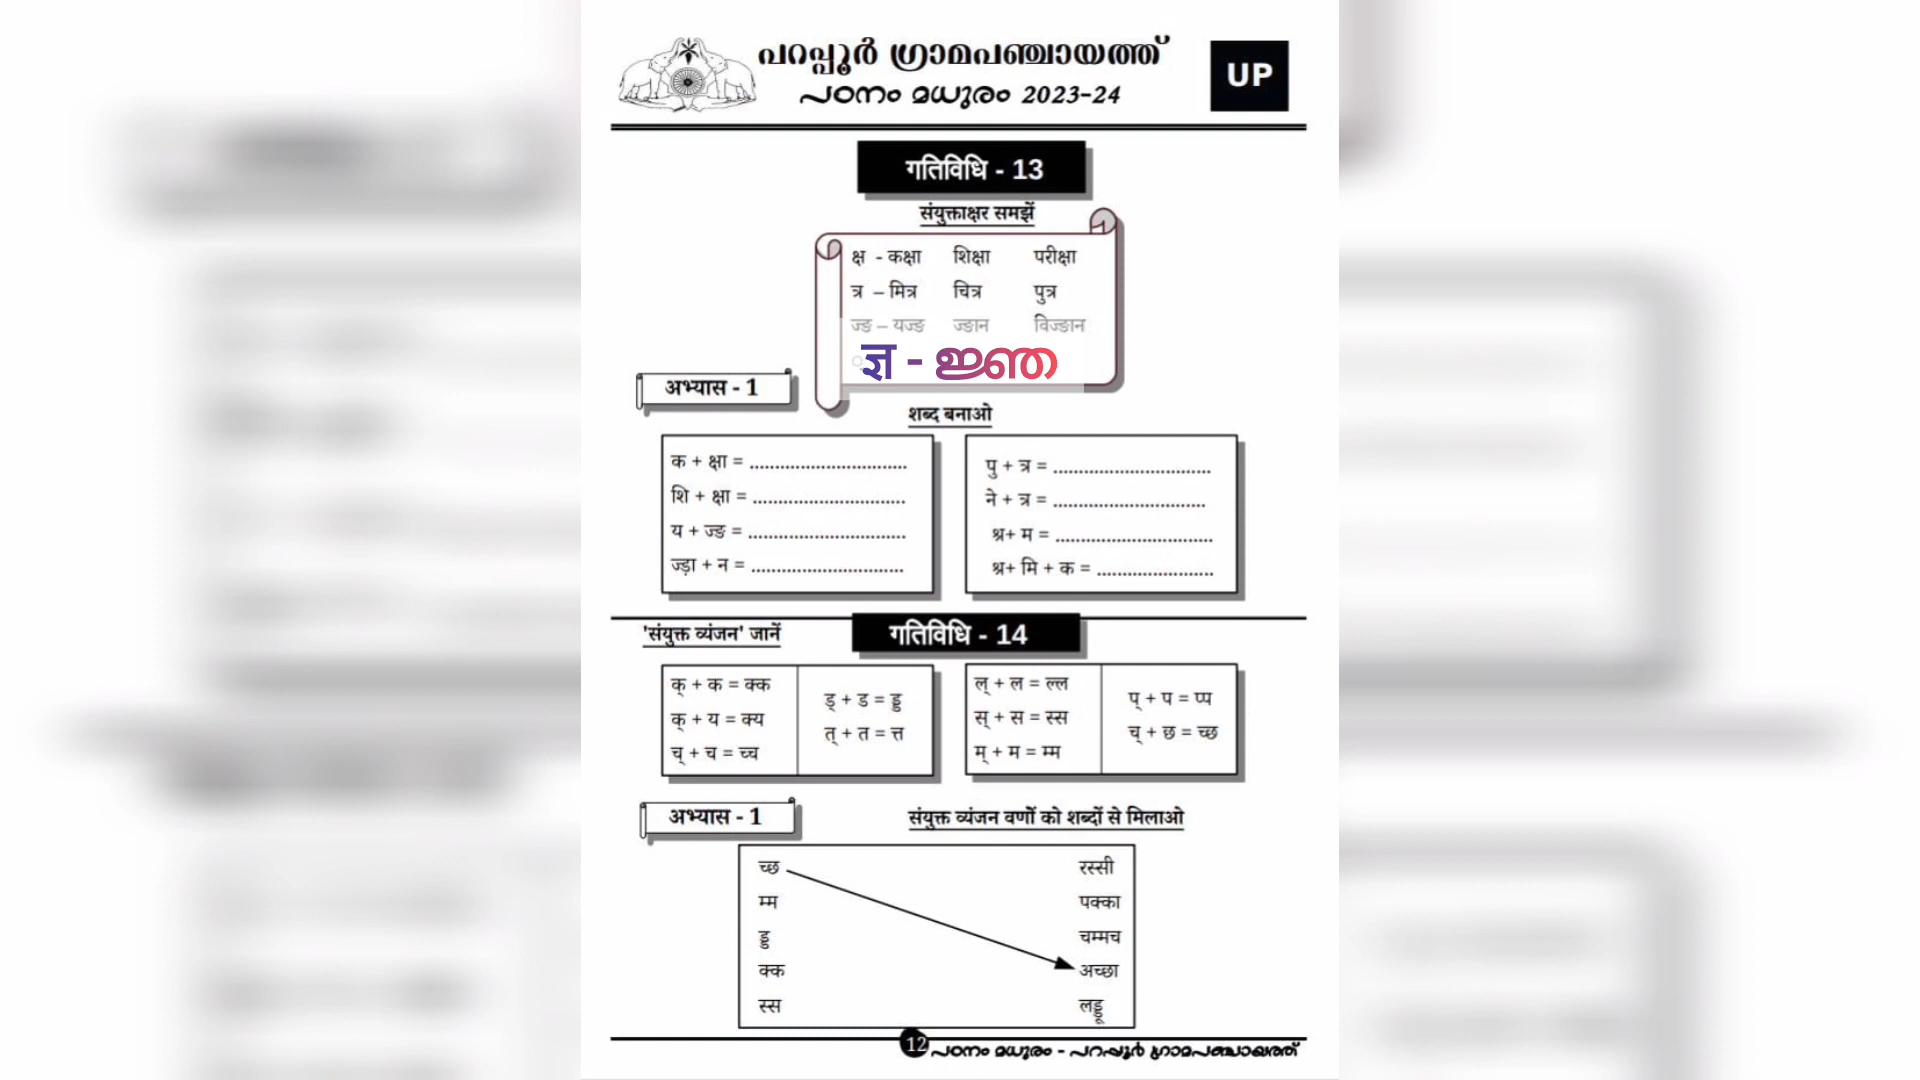 പറപ്പൂർ ഗ്രാമപഞ്ചായത്ത്
പഠനം മധുരം 2023-24
UP
गतिविधि - 13
संयुक्ताक्षर समझें
क्ष - कक्षा शिक्षा परीक्षा
त्र – मित्र चित्र पुत्र
ज्ङ – यज्ङ ज्ङान विज्ङान
ज्ञ - ജ്ഞ
अभ्यास - 1
शब्द बनाओ
क + क्षा = ...............................
शि + क्षा = ..............................
य + ज्ङ = ...............................
ज्ड़ा + न = ..............................
पु + त्र = ...............................
ने + त्र = ..............................
श्र+ म = ...............................
श्र+ मि + क = .......................
गतिविधि - 14
'संयुक्त व्यंजन' जानें
क् + क = क्क
क् + य = क्य
च् + च = च्च
ड् + ड = ड्ड
त् + त = त्त
ल् + ल = ल्ल
स् + स = स्स
म् + म = म्म
प् + प = प्प
च् + छ = च्छ
अभ्यास - 1
संयुक्त व्यंजन वर्णों को शब्दों से मिलाओ
च्छ रस्सी
म्म पक्का
ड्ड चम्मच
क्क अच्छा
स्स लड्डू
12 പഠനം മധുരം - പറപ്പൂർ ഗ്രാമപഞ്ചായത്ത്